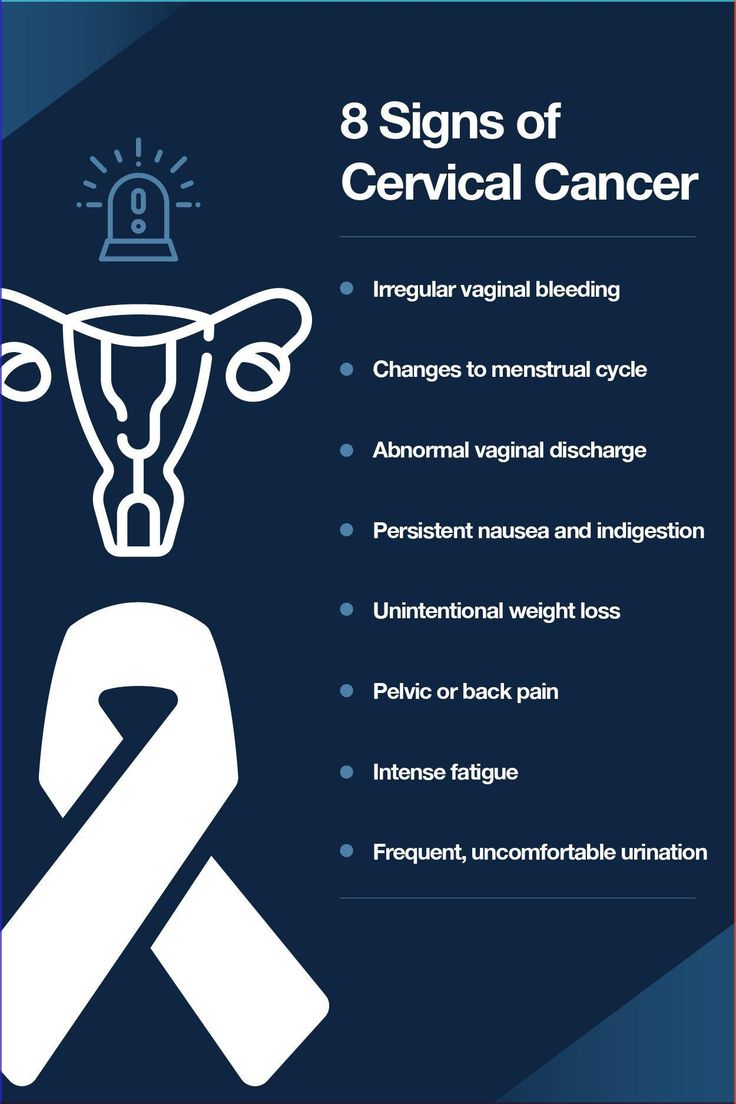 8 Signs of
Cervical Cancer
Irregular vaginal bleeding
Changes to menstrual cycle
Abnormal vaginal discharge
Persistent nausea and indigestion
Unintentional weight loss
Pelvic or back pain
Intense fatigue
Frequent, uncomfortable urination